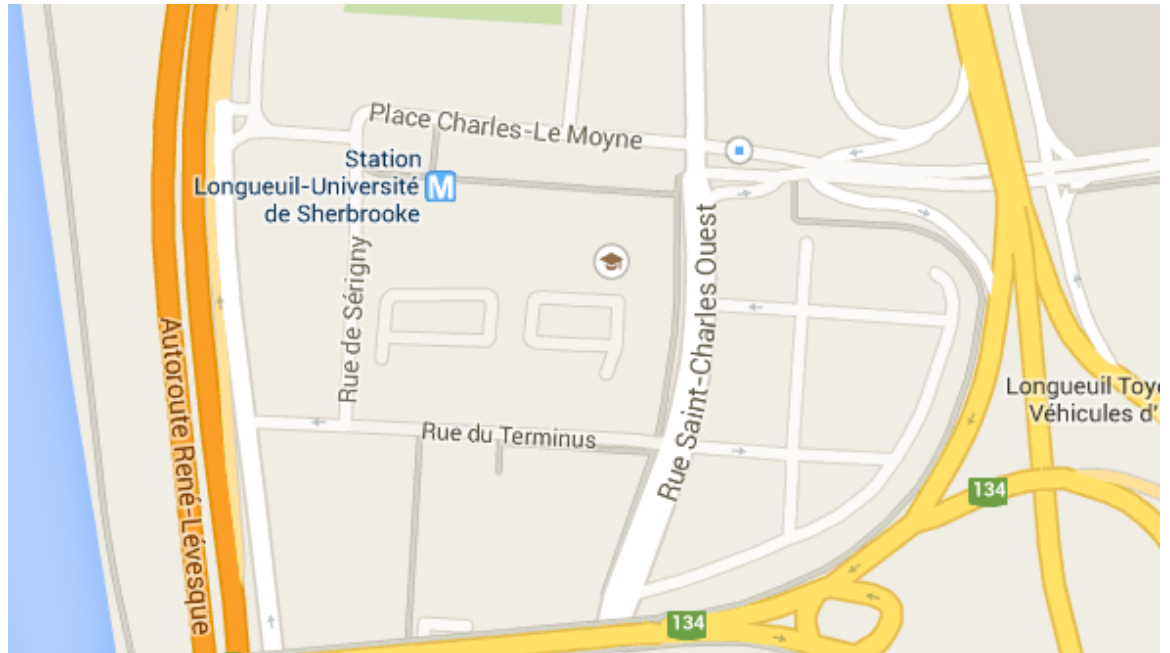 Place Charles-Le Moyne
Station
Longueuil-Université
de Sherbrooke
M
Rue de Sérigny
Rue Saint-Charles Ouest
Autoroute René-Lévesque
Longueuil Toy
Véhicules d'
Rue du Terminus
134
134